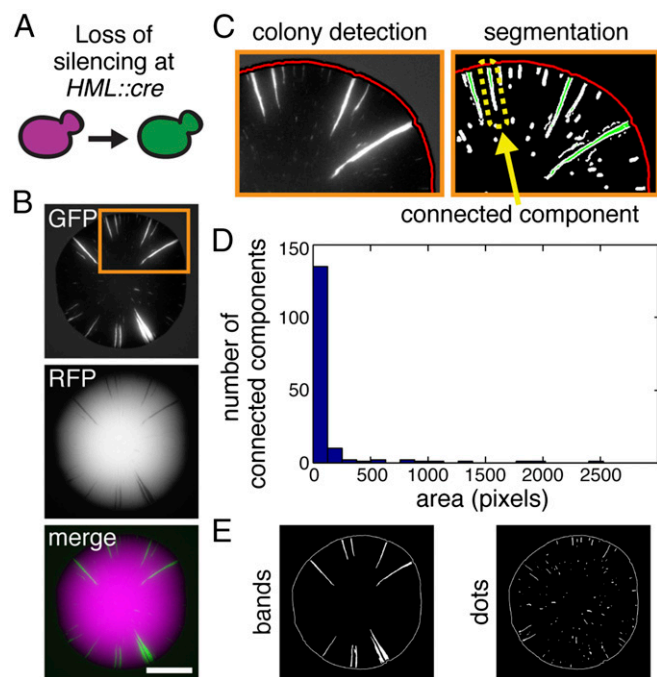 A
Loss of
silencing at
HML::cre
B
GFP
RFP
merge
C
colony detection
segmentation
connected component
D
number of
connected components
150
100
50
0
0
500
1000
1500
2000
2500
area (pixels)
E
bands
dots